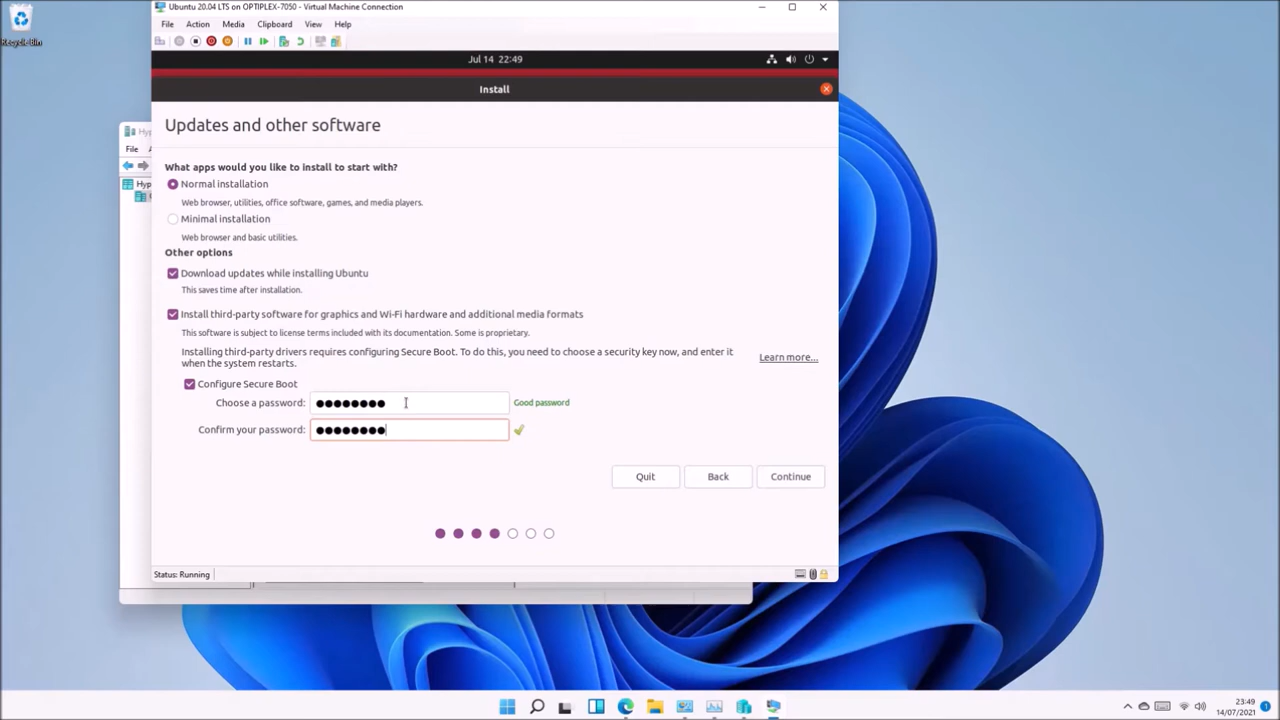 Recycle Bin
Ubuntu 20.04 LTS on OPTIPLEX-7050 - Virtual Machine Connection
File Action Media Clipboard View Help
Jul 14 22:49
Install
Updates and other software
What apps would you like to install to start with?
Normal installation
Web browser, utilities, office software, games, and media players.
Minimal installation
Web browser and basic utilities.
Other options
Download updates while installing Ubuntu
This saves time after installation.
Install third-party software for graphics and Wi-Fi hardware and additional media formats
This software is subject to license terms included with its documentation. Some is proprietary.
Installing third-party drivers requires configuring Secure Boot. To do this, you need to choose a security key now, and enter it
when the system restarts.
Learn more...
Configure Secure Boot
Choose a password: ●●●●●●●● Good password
Confirm your password: ●●●●●●●●
Quit Back Continue
Status: Running
Hyp
File A
Hyp
23:49
14/07/2021